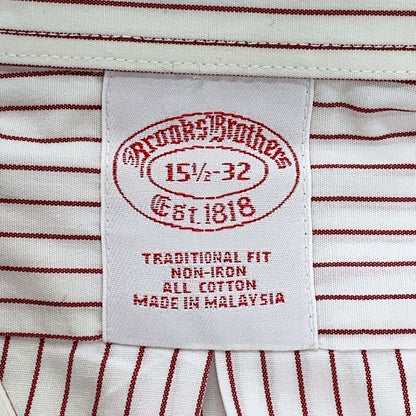 Brooks Brothers
15½-32
Est. 1818
TRADITIONAL FIT
NON-IRON
ALL COTTON
MADE IN MALAYSIA